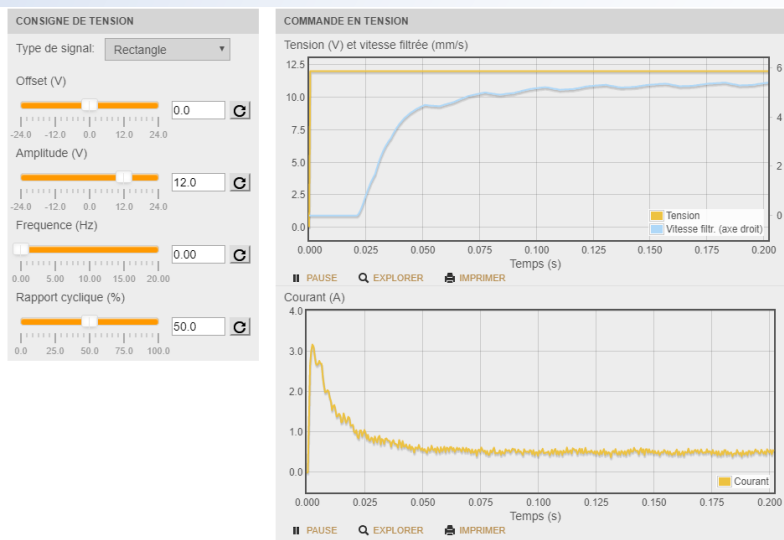 CONSIGNE DE TENSION
Type de signal: Rectangle
Offset (V)
0.0
-24.0 -12.0 0.0 12.0 24.0
Amplitude (V)
12.0
-24.0 -12.0 0.0 12.0 24.0
Frequence (Hz)
0.00
0.00 5.00 10.00 15.00 20.00
Rapport cyclique (%)
50.0
0.0 25.0 50.0 75.0 100.0
COMMANDE EN TENSION
Tension (V) et vitesse filtrée (mm/s)
12.5
10.0
7.5
5.0
2.5
0.0
6
4
2
0
Tension
Vitesse filtr. (axe droit)
0.000 0.025 0.050 0.075 0.100 0.125 0.150 0.175 0.200
Temps (s)
PAUSE EXPLORER IMPRIMER
Courant (A)
4.0
3.0
2.0
1.0
0.0
Courant
0.000 0.025 0.050 0.075 0.100 0.125 0.150 0.175 0.200
Temps (s)
PAUSE EXPLORER IMPRIMER